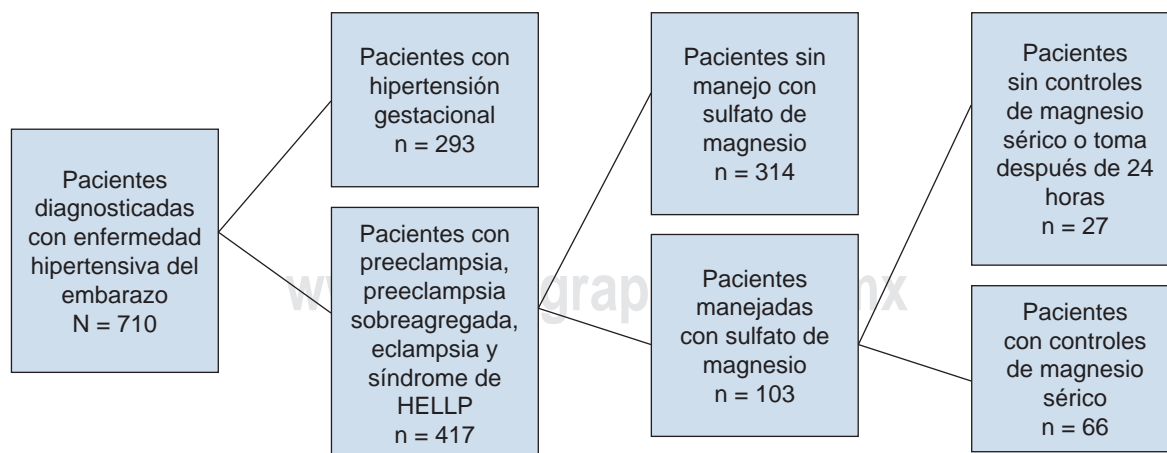 Pacientes
diagnosticadas
con enfermedad
hipertensiva del
embarazo
N = 710
Pacientes con
hipertensión
gestacional
n = 293
Pacientes con
preeclampsia,
preeclampsia
sobreagregada,
eclampsia y
síndrome de
HELLP
n = 417
Pacientes sin
manejo con
sulfato de
magnesio
n = 314
Pacientes
manejadas
con sulfato de
magnesio
n = 103
Pacientes
sin controles
de magnesio
sérico o toma
después de 24
horas
n = 27
Pacientes
con controles
de magnesio
sérico
n = 66